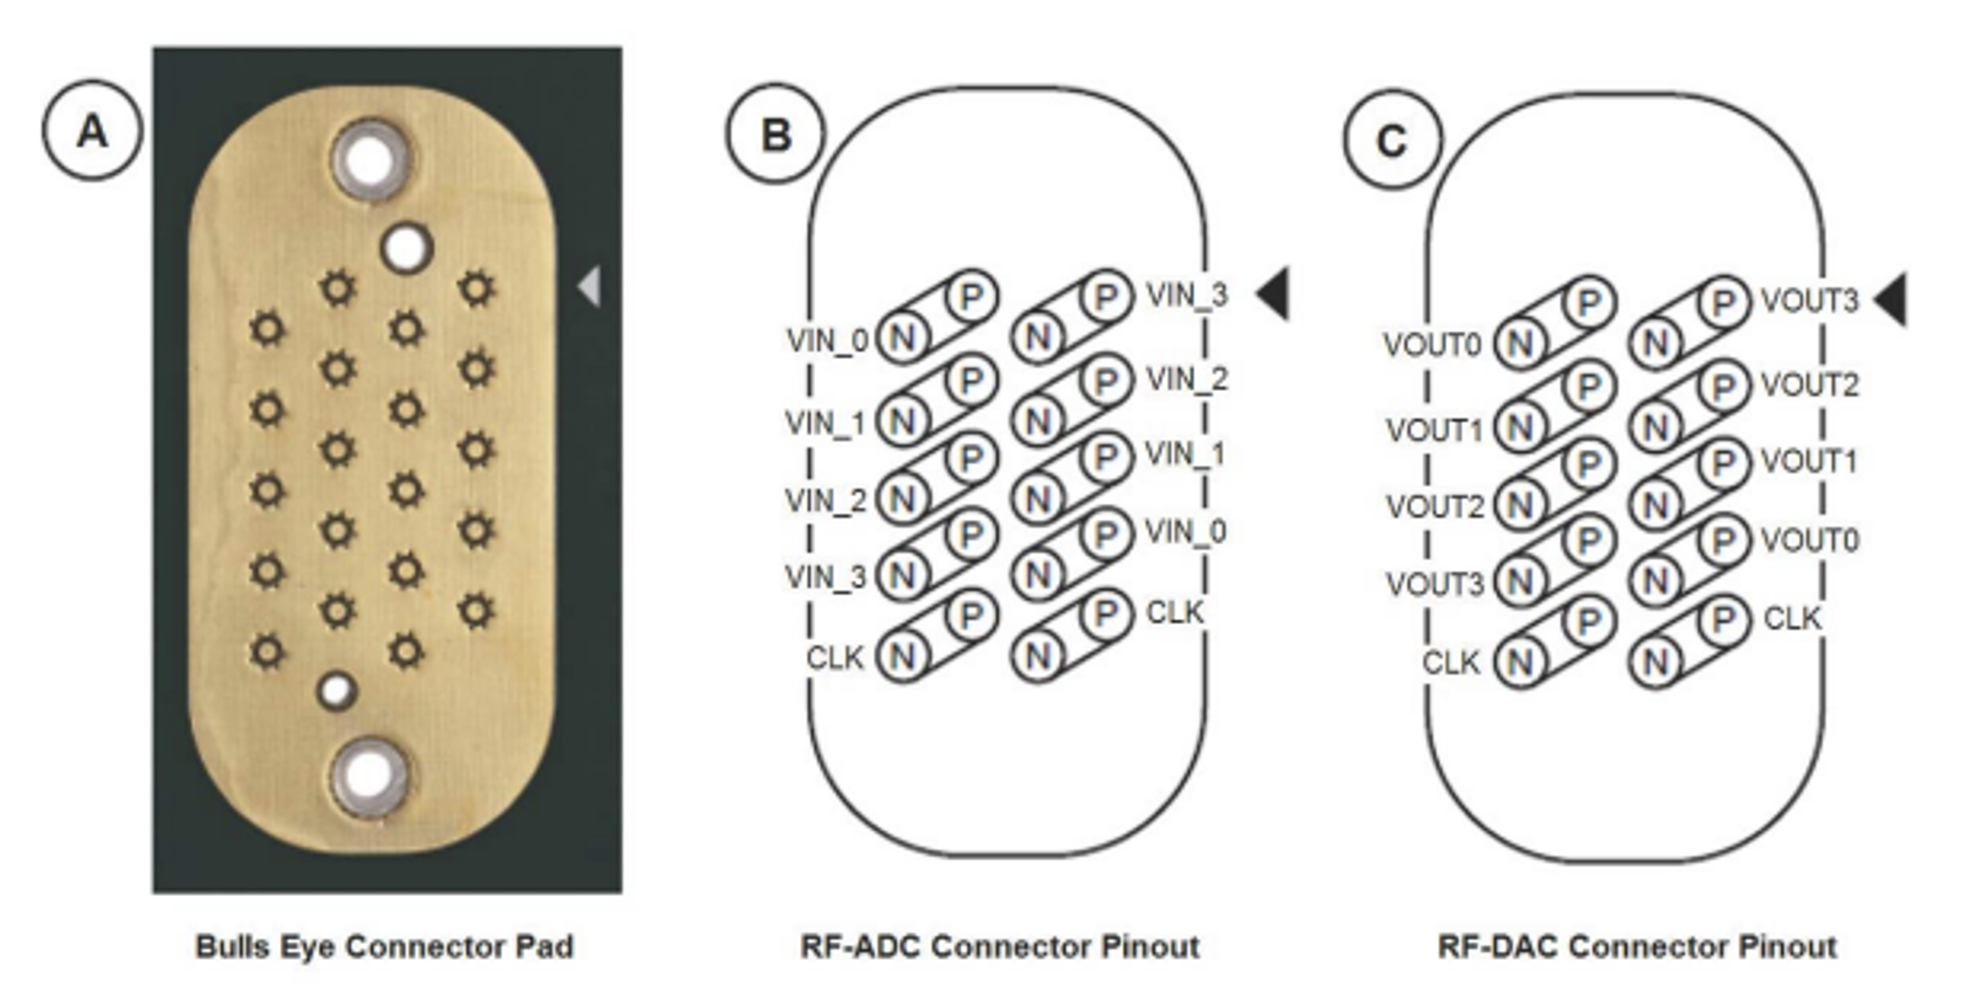 A
Bulls Eye Connector Pad
B
VIN_0 N P
N P VIN_3
VIN_1 N P
N P VIN_2
VIN_2 N P
N P VIN_1
VIN_3 N P
N P VIN_0
CLK N P
N P CLK
RF-ADC Connector Pinout
C
VOUT0 N P
N P VOUT3
VOUT1 N P
N P VOUT2
VOUT2 N P
N P VOUT1
VOUT3 N P
N P VOUT0
CLK N P
N P CLK
RF-DAC Connector Pinout